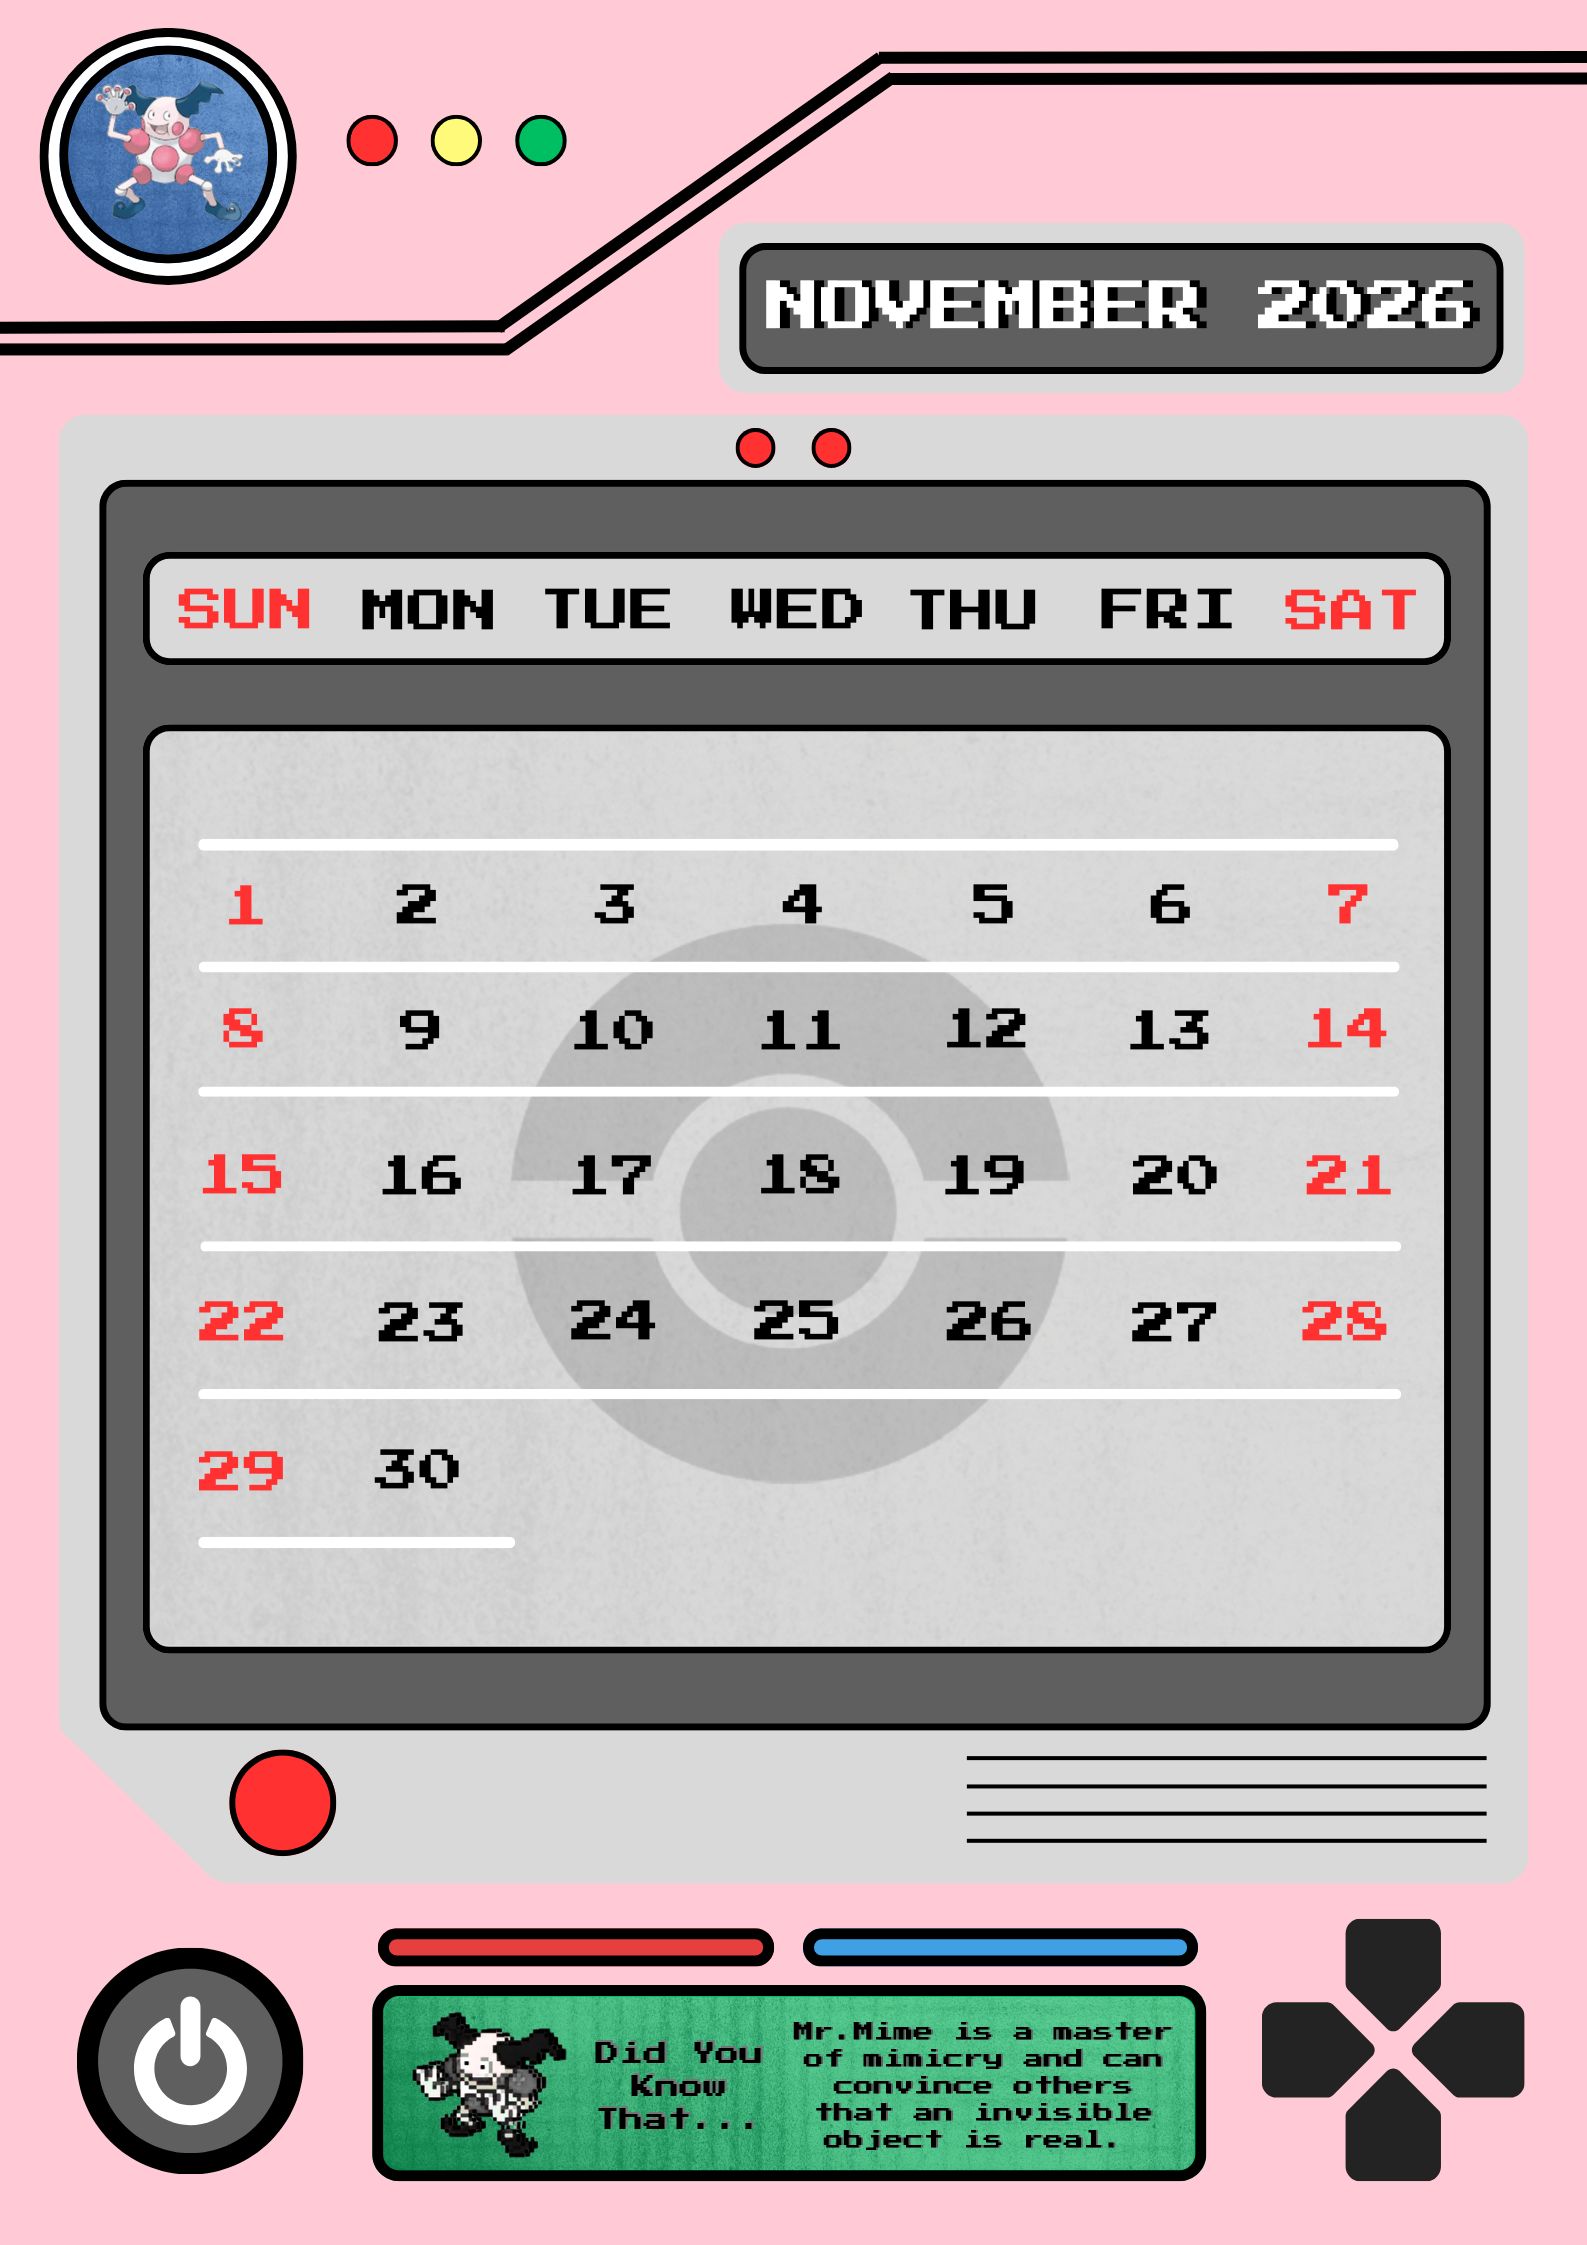 NOVEMBER 2026
SUN MON TUE WED THU FRI SAT
1 2 3 4 5 6 7
8 9 10 11 12 13 14
15 16 17 18 19 20 21
22 23 24 25 26 27 28
29 30
Did You
Know
That...
Mr.Mime is a master
of mimicry and can
convince others
that an invisible
object is real.